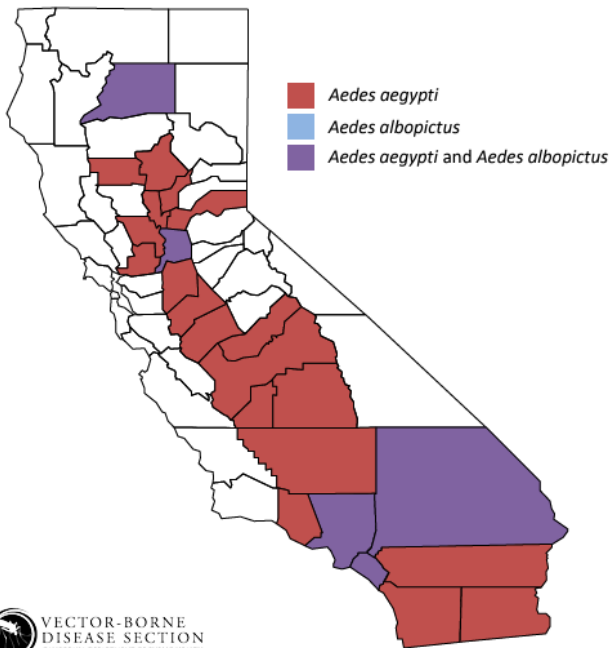 Aedes aegypti
Aedes albopictus
Aedes aegypti and Aedes albopictus
VECTOR-BORNE
DISEASE SECTION